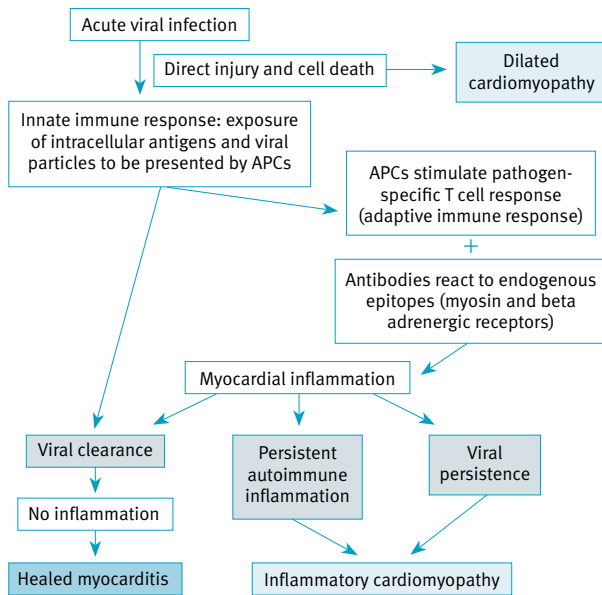 Acute viral infection
Direct injury and cell death
Dilated
cardiomyopathy
Innate immune response: exposure
of intracellular antigens and viral
particles to be presented by APCs
APCs stimulate pathogen-
specific T cell response
(adaptive immune response)
+
Antibodies react to endogenous
epitopes (myosin and beta
adrenergic receptors)
Myocardial inflammation
Viral clearance
Persistent
autoimmune
inflammation
Viral
persistence
No inflammation
Healed myocarditis
Inflammatory cardiomyopathy